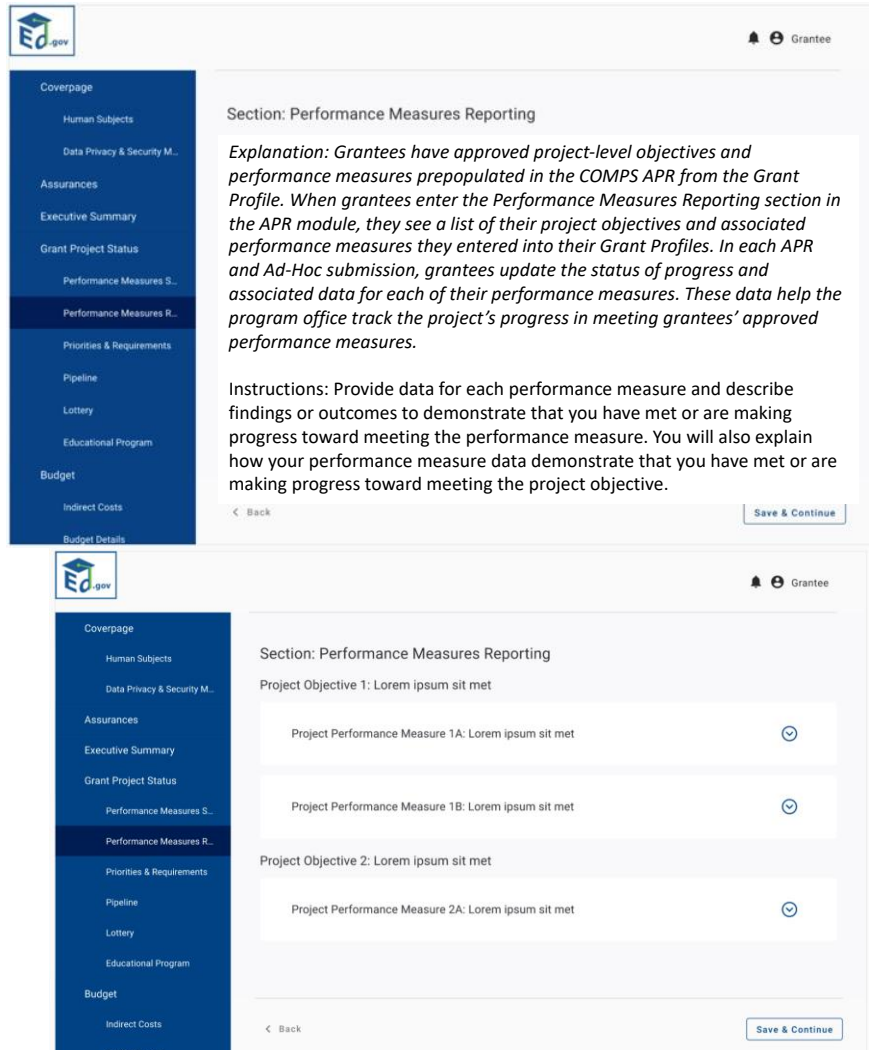 Ed.gov
Grantee
Coverpage
Human Subjects
Data Privacy & Security M...
Assurances
Executive Summary
Grant Project Status
Performance Measures S...
Performance Measures R...
Priorities & Requirements
Pipeline
Lottery
Educational Program
Budget
Indirect Costs
Budget Details
Section: Performance Measures Reporting
Explanation: Grantees have approved project-level objectives and
performance measures prepopulated in the COMPS APR from the Grant
Profile. When grantees enter the Performance Measures Reporting section in
the APR module, they see a list of their project objectives and associated
performance measures they entered into their Grant Profiles. In each APR
and Ad-Hoc submission, grantees update the status of progress and
associated data for each of their performance measures. These data help the
program office track the project's progress in meeting grantees' approved
performance measures.
Instructions: Provide data for each performance measure and describe
findings or outcomes to demonstrate that you have met or are making
progress toward meeting the performance measure. You will also explain
how your performance measure data demonstrate that you have met or are
making progress toward meeting the project objective.
< Back
Save & Continue
Ed.gov
Grantee
Coverpage
Human Subjects
Data Privacy & Security M...
Assurances
Executive Summary
Grant Project Status
Performance Measures S...
Performance Measures R...
Priorities & Requirements
Pipeline
Lottery
Educational Program
Budget
Indirect Costs
Section: Performance Measures Reporting
Project Objective 1: Lorem ipsum sit met
Project Performance Measure 1A: Lorem ipsum sit met
Project Performance Measure 1B: Lorem ipsum sit met
Project Objective 2: Lorem ipsum sit met
Project Performance Measure 2A: Lorem ipsum sit met
< Back
Save & Continue